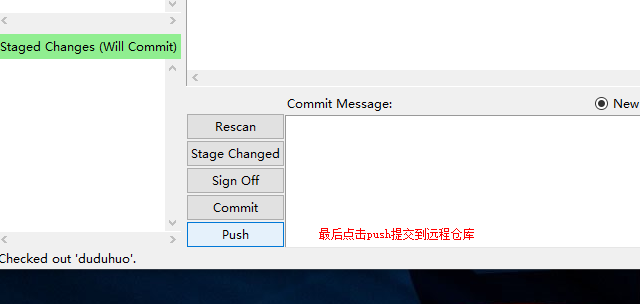 Staged Changes (Will Commit)
Commit Message:
New
Rescan
Stage Changed
Sign Off
Commit
Push
最后点击push提交到远程仓库
Checked out 'duduhuo'.